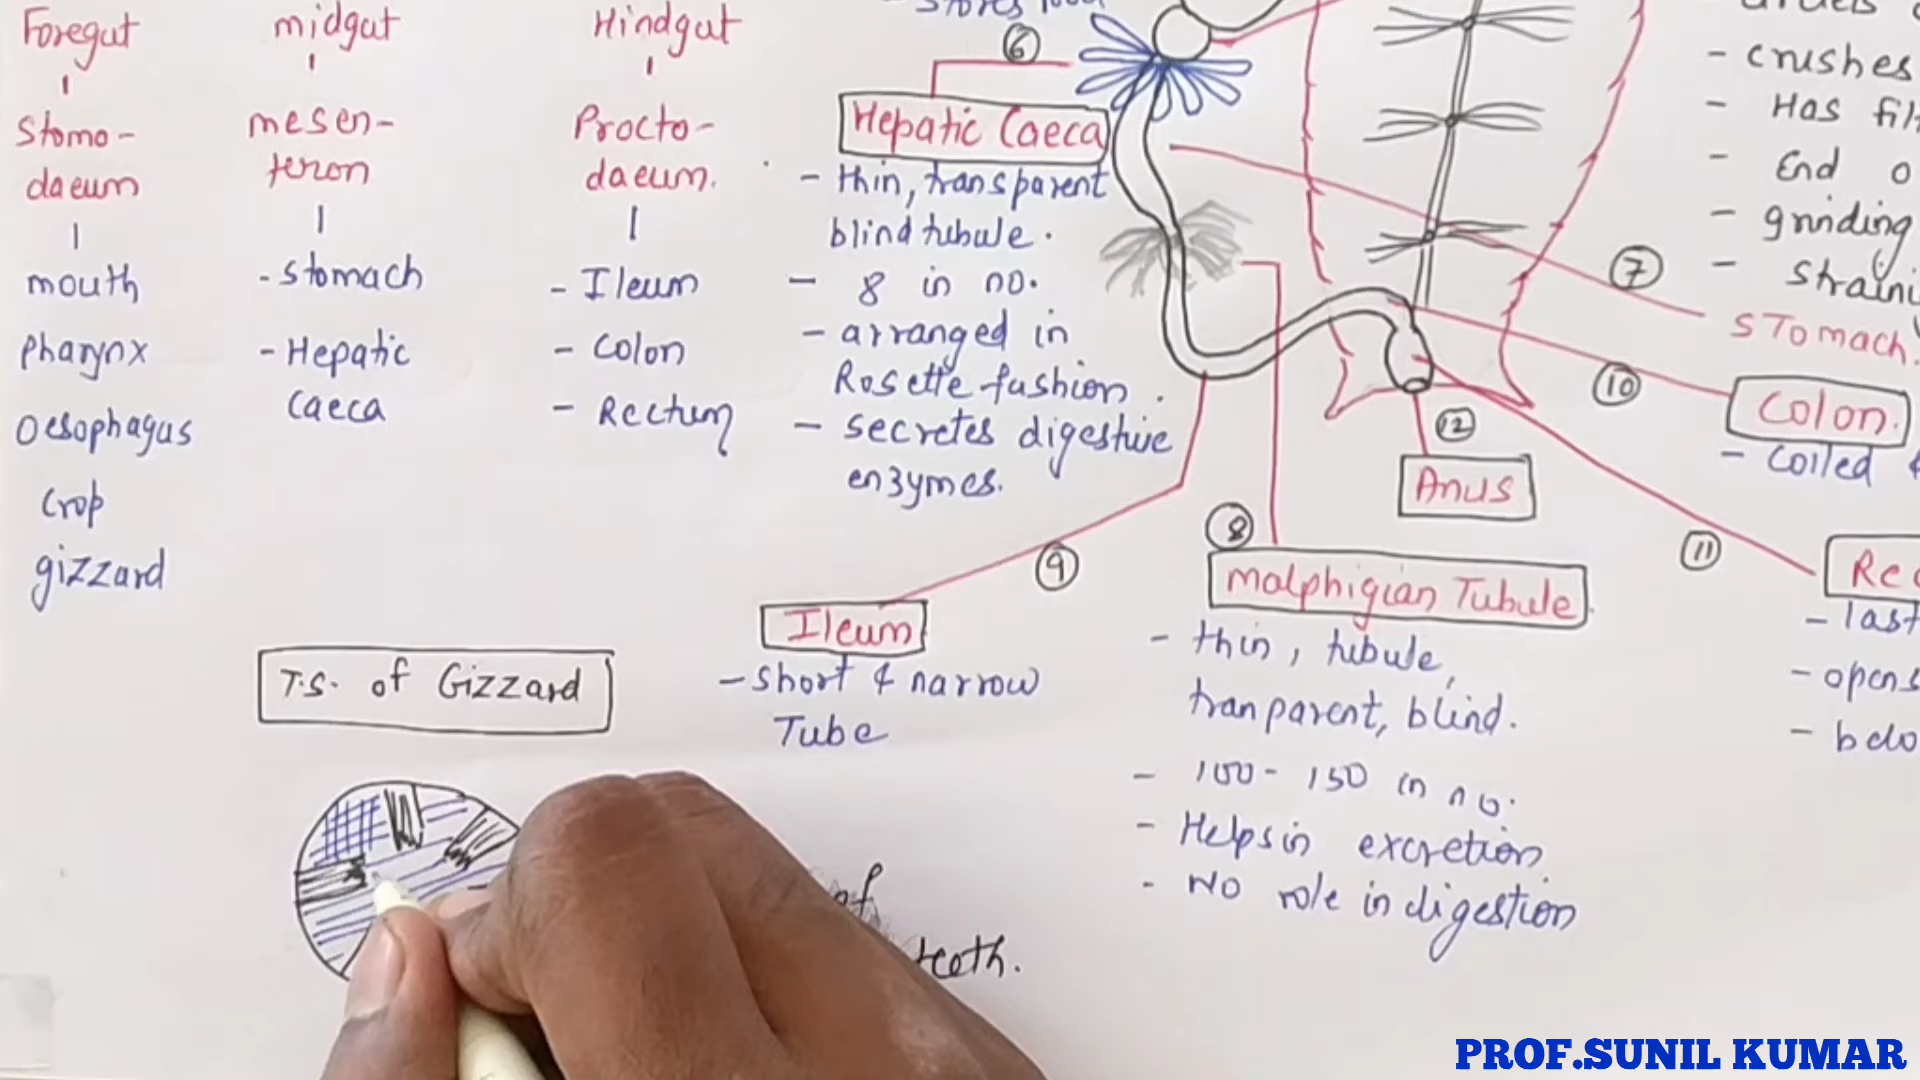 Foregut
Stomo-
daeum
mouth
pharynx
oesophagus
crop
gizzard
midgut
mesen-
teron
- stomach
- Hepatic
caeca
Hindgut
Procto-
daeum.
- Ileum
- colon
- Rectum
T.S. of Gizzard
of
teeth.
6
Hepatic Caeca
- thin, transparent
blind tubule.
- 8 in no.
- arranged in
Rosette fashion.
- secretes digestive
enzymes.
9
Ileum
- short & narrow
Tube
8
malphigian Tubule.
- thin, tubule,
tranparent, blind.
- 100-150 in no.
- Helps in excretion.
- No role in digestion
12
Anus
- crushes
- Has fil
- End o
- grinding
- straini
7
STomach.
10
Colon.
- coiled &
11
Rec
- last
- opens
- belo
PROF.SUNIL KUMAR